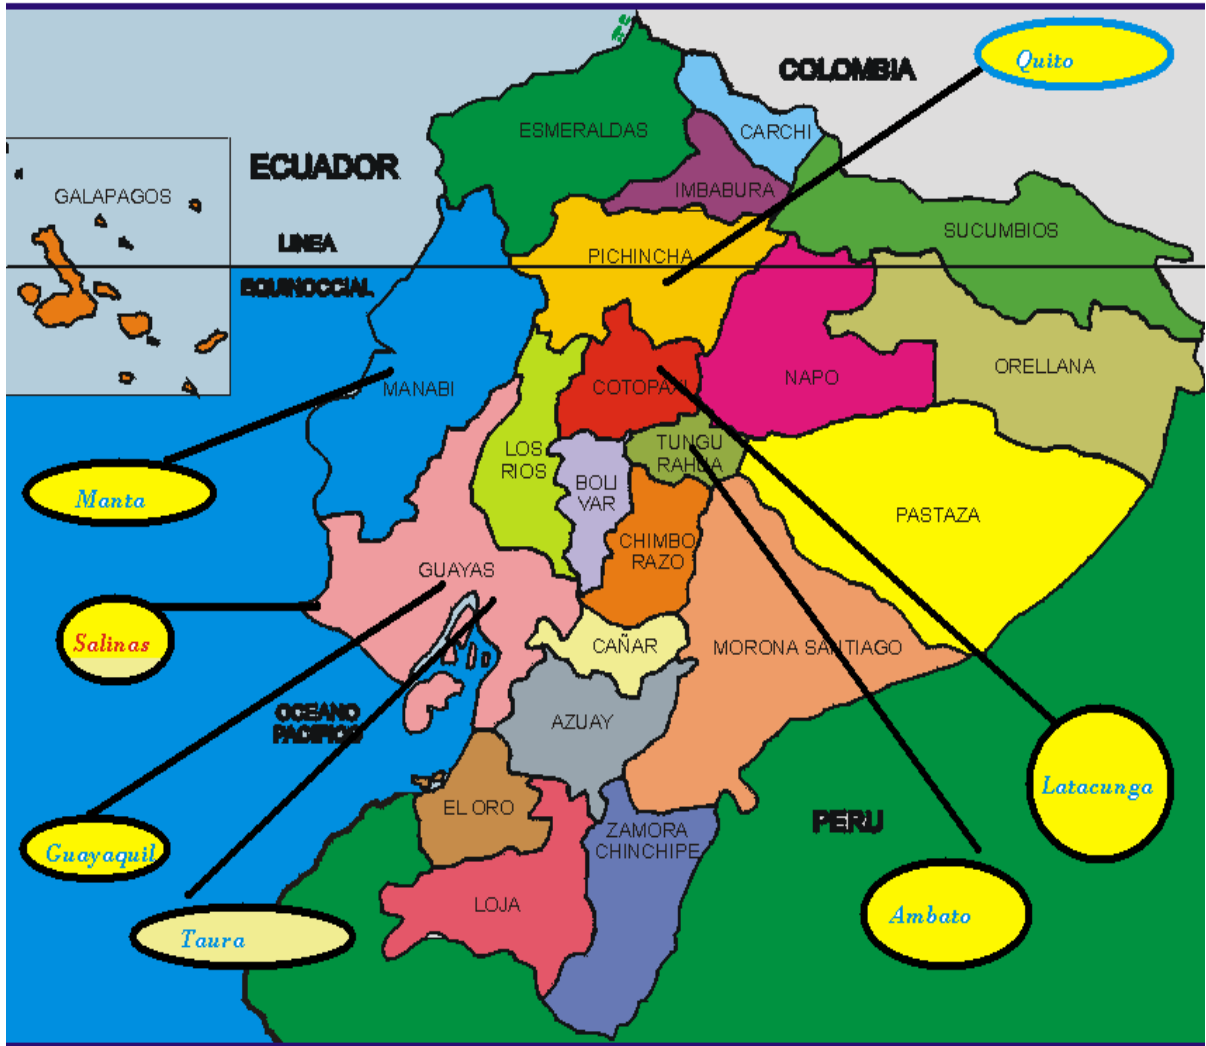 Quito
COLOMBIA
ESMERALDAS
CARCHI
ECUADOR
IMBABURA
GALAPAGOS
SUCUMBIOS
LINEA
PICHINCHA
EQUINOCCIAL
ORELLANA
NAPO
COTOPAXI
MANABI
TUNGU
RAHUA
LOS
RIOS
BOLI
VAR
Manta
PASTAZA
CHIMBO
RAZO
GUAYAS
Salinas
CAÑAR
MORONA SANTIAGO
OCEANO
PACIFICO
AZUAY
Latacunga
EL ORO
PERU
ZAMORA
CHINCHIPE
Guayaquil
LOJA
Ambato
Taura